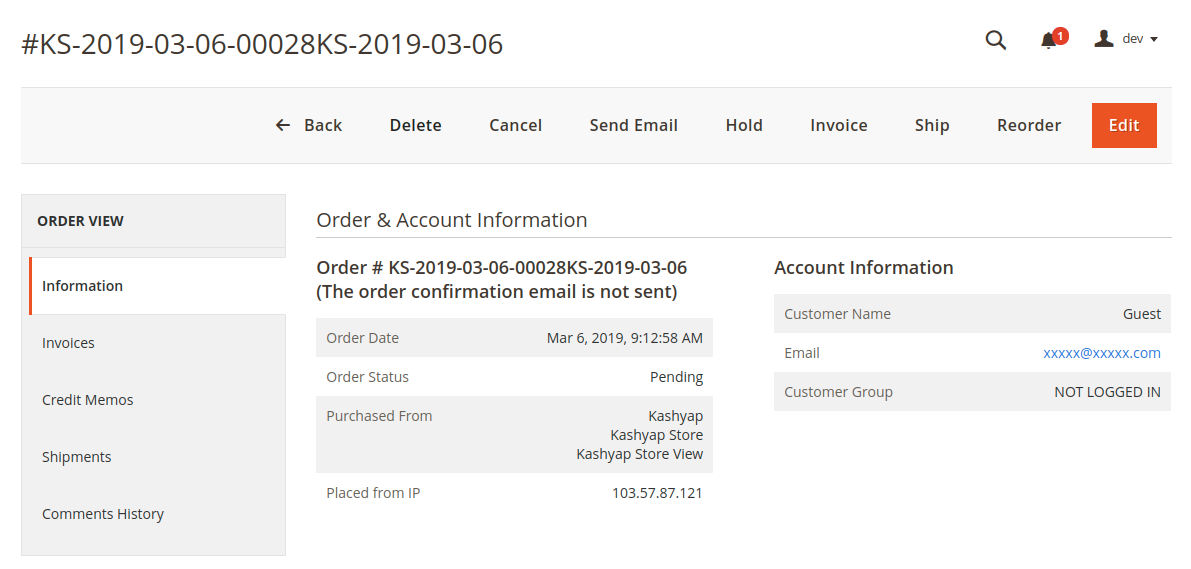 #KS-2019-03-06-00028KS-2019-03-06
1
dev
Back
Delete
Cancel
Send Email
Hold
Invoice
Ship
Reorder
Edit
ORDER VIEW
Information
Invoices
Credit Memos
Shipments
Comments History
Order & Account Information
Order # KS-2019-03-06-00028KS-2019-03-06
(The order confirmation email is not sent)
Order Date Mar 6, 2019, 9:12:58 AM
Order Status Pending
Purchased From Kashyap
Kashyap Store
Kashyap Store View
Placed from IP 103.57.87.121
Account Information
Customer Name Guest
Email xxxxx@xxxxx.com
Customer Group NOT LOGGED IN